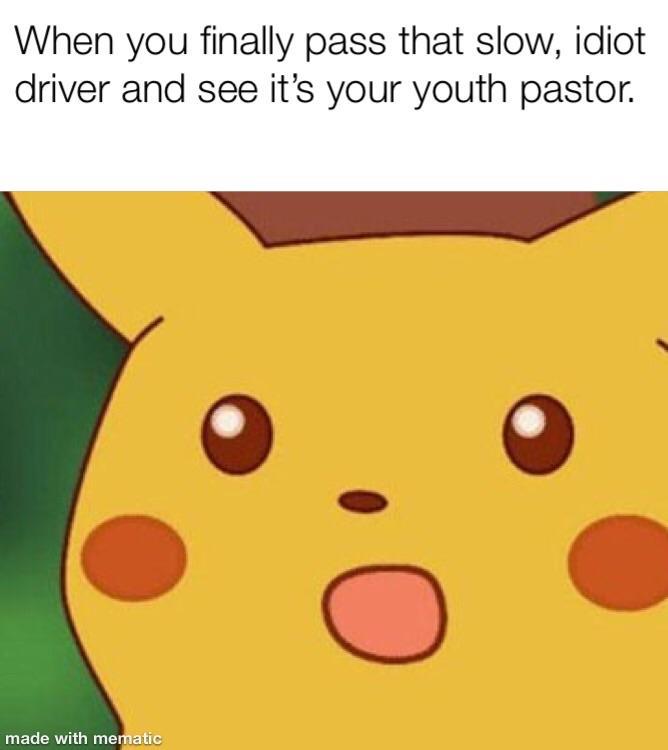 When you finally pass that slow, idiot
driver and see it’s your youth pastor.
made with mematic